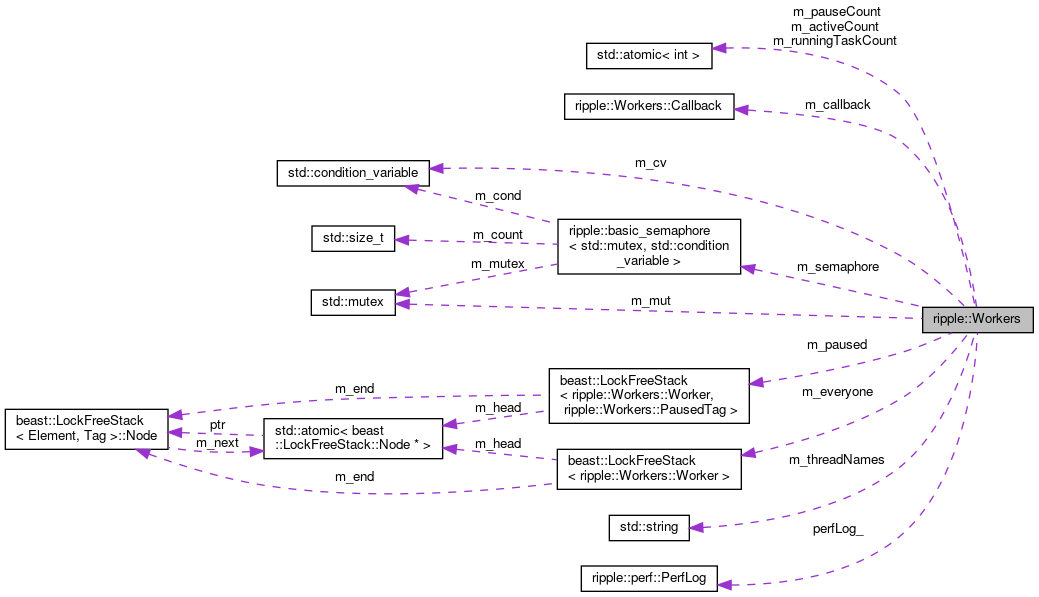 m_pauseCount
m_activeCount
m_runningTaskCount
std::atomic< int >
ripple::Workers::Callback
m_callback
std::condition_variable
m_cv
m_cond
std::size_t
m_count
ripple::basic_semaphore
< std::mutex, std::condition
_variable >
m_mutex
m_semaphore
std::mutex
m_mut
ripple::Workers
m_paused
beast::LockFreeStack
< ripple::Workers::Worker,
ripple::Workers::PausedTag >
m_end
m_everyone
m_head
beast::LockFreeStack
< Element, Tag >::Node
ptr
m_next
std::atomic< beast
::LockFreeStack::Node * >
m_head
beast::LockFreeStack
< ripple::Workers::Worker >
m_threadNames
m_end
std::string
perfLog_
ripple::perf::PerfLog